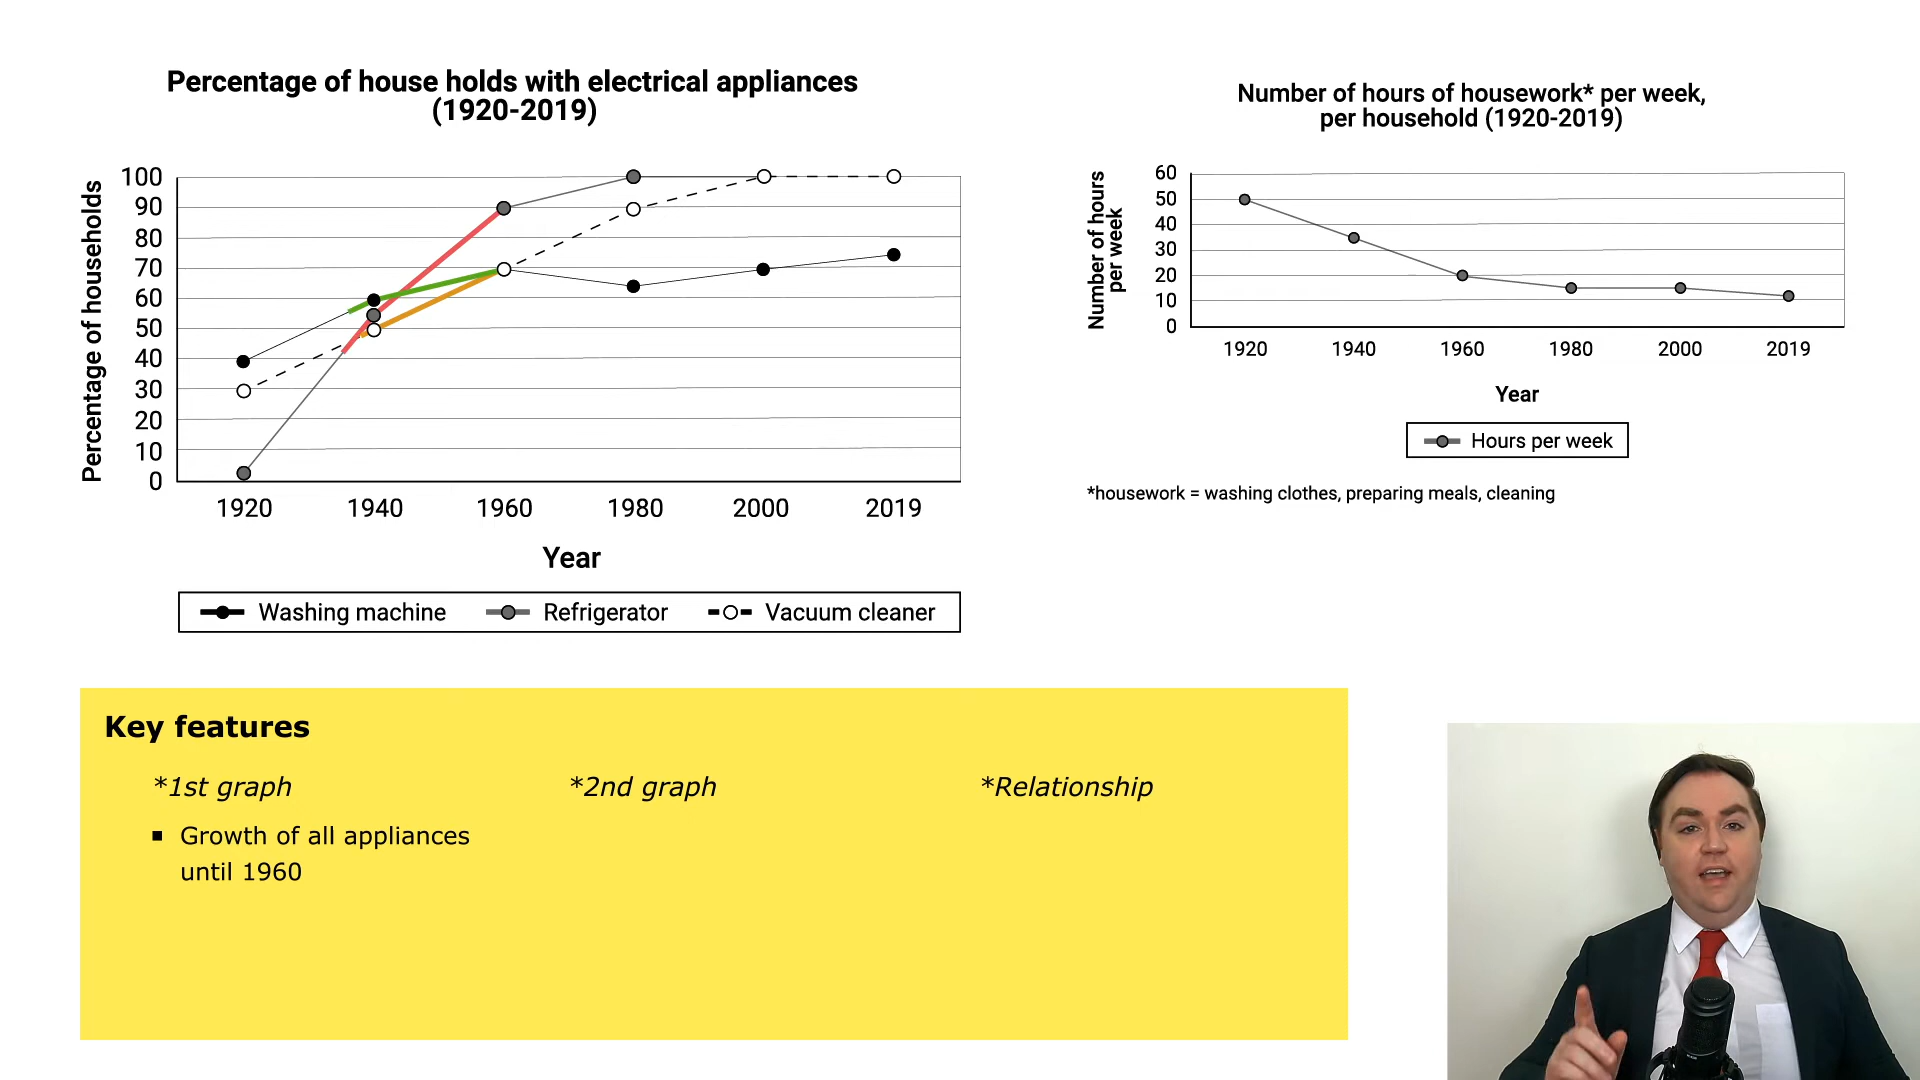 Percentage of house holds with electrical appliances
(1920-2019)
Percentage of households
100
90
80
70
60
50
40
30
20
10
0
1920 1940 1960 1980 2000 2019
Year
Washing machine Refrigerator Vacuum cleaner
Number of hours of housework* per week,
per household (1920-2019)
Number of hours
per week
60
50
40
30
20
10
0
1920 1940 1960 1980 2000 2019
Year
Hours per week
*housework = washing clothes, preparing meals, cleaning
Key features
*1st graph *2nd graph *Relationship
▪ Growth of all appliances
until 1960